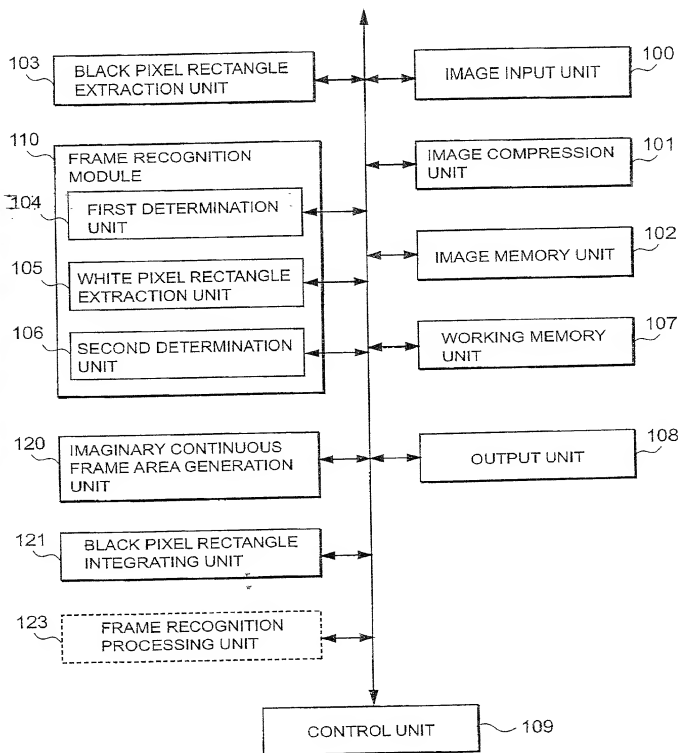 103
BLACK PIXEL RECTANGLE
EXTRACTION UNIT
IMAGE INPUT UNIT
100
110
FRAME RECOGNITION
MODULE
IMAGE COMPRESSION
UNIT
101
104
FIRST DETERMINATION
UNIT
IMAGE MEMORY UNIT
102
105
WHITE PIXEL RECTANGLE
EXTRACTION UNIT
106
SECOND DETERMINATION
UNIT
WORKING MEMORY
UNIT
107
120
IMAGINARY CONTINUOUS
FRAME AREA GENERATION
UNIT
OUTPUT UNIT
108
121
BLACK PIXEL RECTANGLE
INTEGRATING UNIT
123
FRAME RECOGNITION
PROCESSING UNIT
CONTROL UNIT
109